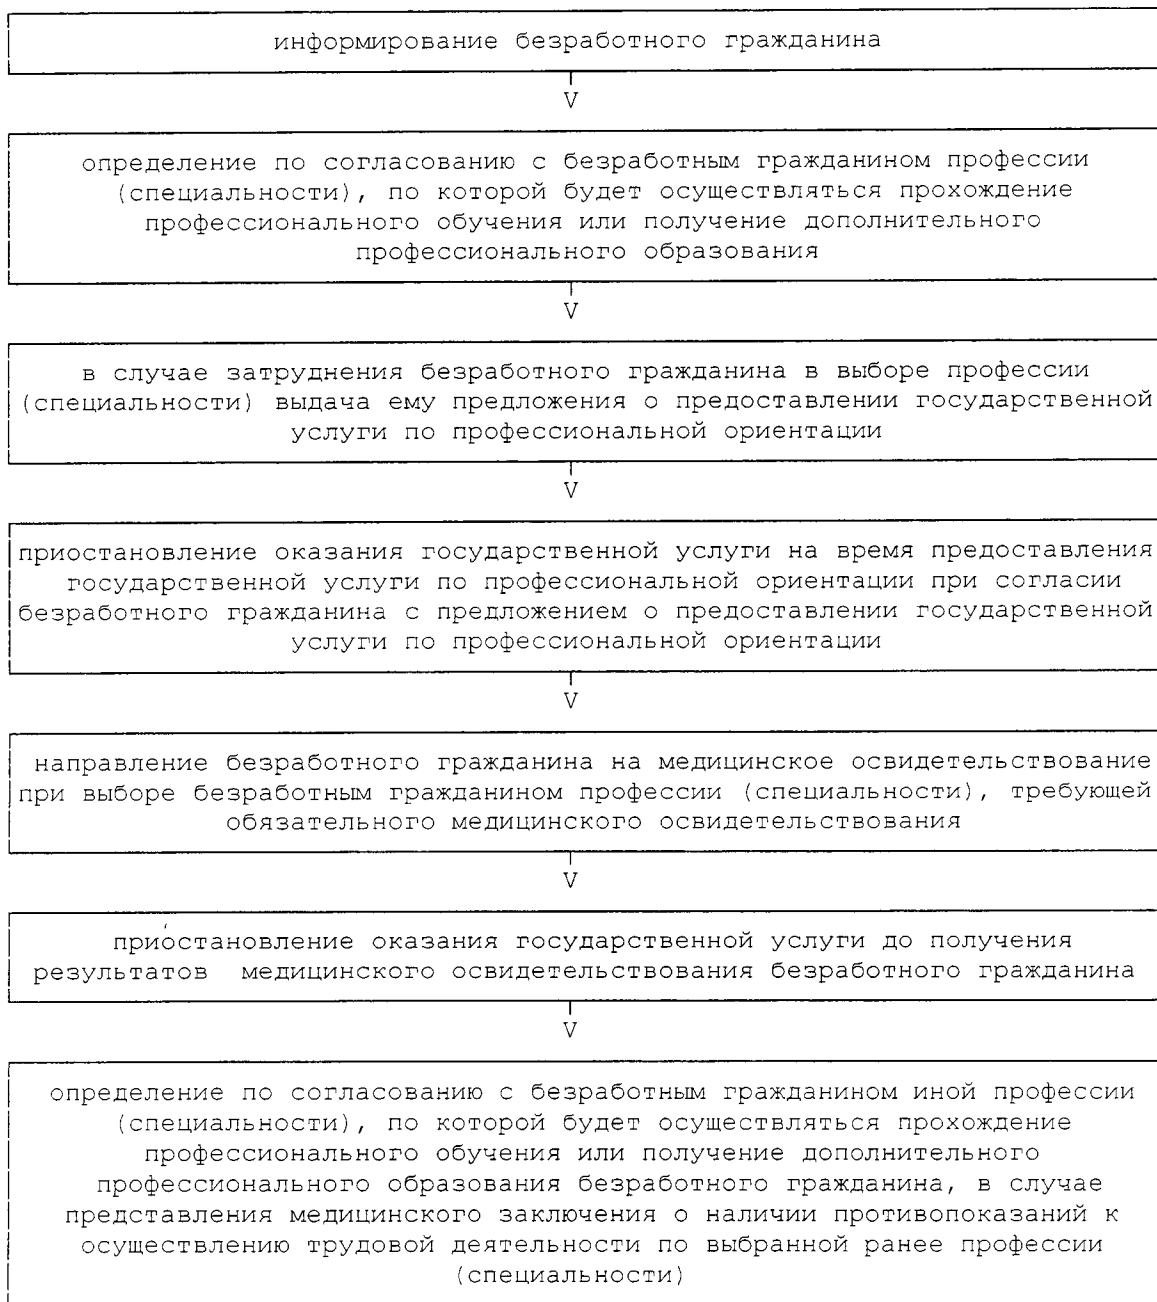 информирование безработного гражданина
V
определение по согласованию с безработным гражданином профессии
(специальности), по которой будет осуществляться прохождение
профессионального обучения или получение дополнительного
профессионального образования
V
в случае затруднения безработного гражданина в выборе профессии
(специальности) выдача ему предложения о предоставлении государственной
услуги по профессиональной ориентации
V
приостановление оказания государственной услуги на время предоставления
государственной услуги по профессиональной ориентации при согласии
безработного гражданина с предложением о предоставлении государственной
услуги по профессиональной ориентации
V
направление безработного гражданина на медицинское освидетельствование
при выборе безработным гражданином профессии (специальности), требующей
обязательного медицинского освидетельствования
V
приостановление оказания государственной услуги до получения
результатов медицинского освидетельствования безработного гражданина
V
определение по согласованию с безработным гражданином иной профессии
(специальности), по которой будет осуществляться прохождение
профессионального обучения или получение дополнительного
профессионального образования безработного гражданина, в случае
представления медицинского заключения о наличии противопоказаний к
осуществлению трудовой деятельности по выбранной ранее профессии
(специальности)